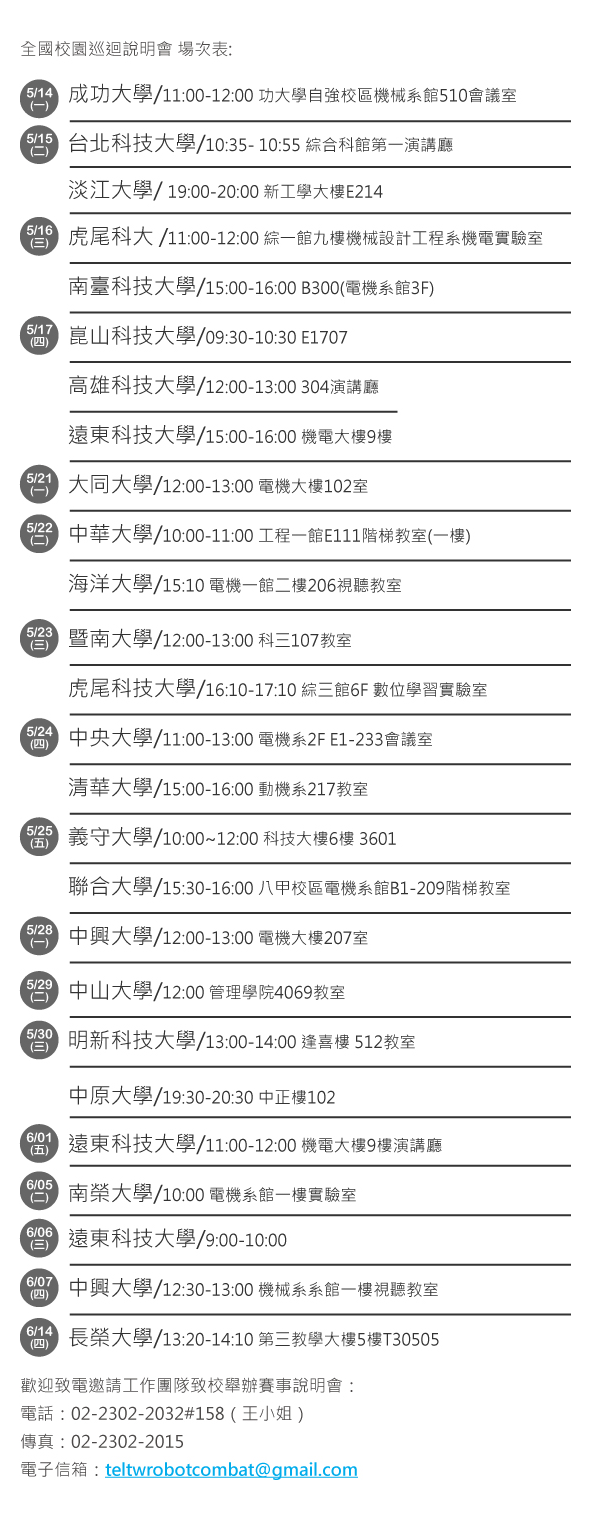 全國校園巡迴說明會 場次表:
5/14 (一) 成功大學/11:00-12:00 功大學自強校區機械系館510會議室
5/15 (二) 台北科技大學/10:35- 10:55 綜合科館第一演講廳
淡江大學/ 19:00-20:00 新工學大樓E214
5/16 (三) 虎尾科大 /11:00-12:00 綜一館九樓機械設計工程系機電實驗室
南臺科技大學/15:00-16:00 B300(電機系館3F)
5/17 (四) 崑山科技大學/09:30-10:30 E1707
高雄科技大學/12:00-13:00 304演講廳
遠東科技大學/15:00-16:00 機電大樓9樓
5/21 (一) 大同大學/12:00-13:00 電機大樓102室
5/22 (二) 中華大學/10:00-11:00 工程一館E111階梯教室(一樓)
海洋大學/15:10 電機一館二樓206視聽教室
5/23 (三) 暨南大學/12:00-13:00 科三107教室
虎尾科技大學/16:10-17:10 綜三館6F 數位學習實驗室
5/24 (四) 中央大學/11:00-13:00 電機系2F E1-233會議室
清華大學/15:00-16:00 動機系217教室
5/25 (五) 義守大學/10:00~12:00 科技大樓6樓 3601
聯合大學/15:30-16:00 八甲校區電機系館B1-209階梯教室
5/28 (一) 中興大學/12:00-13:00 電機大樓207室
5/29 (二) 中山大學/12:00 管理學院4069教室
5/30 (三) 明新科技大學/13:00-14:00 逢喜樓 512教室
中原大學/19:30-20:30 中正樓102
6/01 (五) 遠東科技大學/11:00-12:00 機電大樓9樓演講廳
6/05 (二) 南榮大學/10:00 電機系館一樓實驗室
6/06 (三) 遠東科技大學/9:00-10:00
6/07 (四) 中興大學/12:30-13:00 機械系系館一樓視聽教室
6/14 (四) 長榮大學/13:20-14:10 第三教學大樓5樓T30505
歡迎致電邀請工作團隊致校舉辦賽事說明會：
電話：02-2302-2032#158（王小姐）
傳真：02-2302-2015
電子信箱：teltwrobotcombat@gmail.com